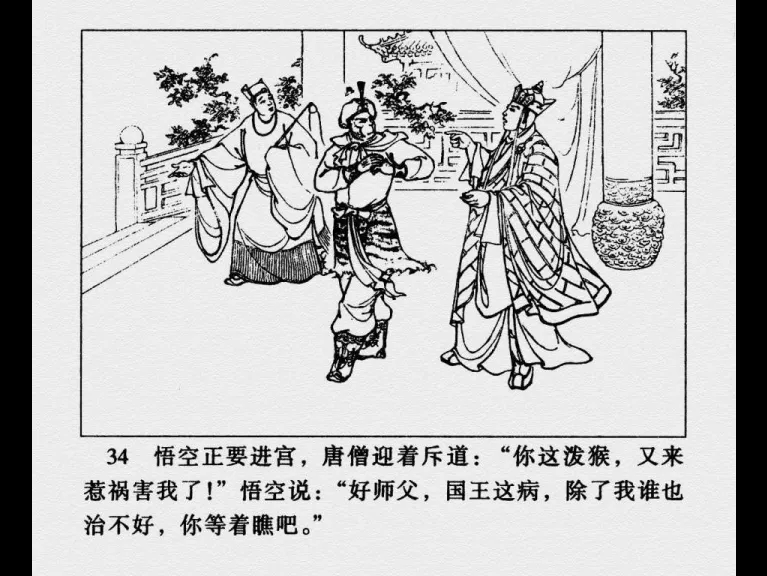 34 悟空正要进宫，唐僧迎着斥道：“你这泼猴，又来
惹祸害我了！”悟空说：“好师父，国王这病，除了我谁也
治不好，你等着瞧吧。”